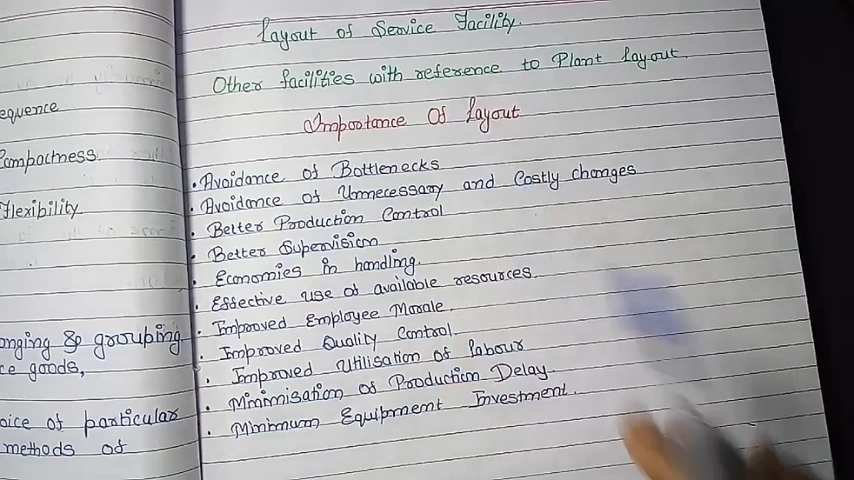 equence
Compactness
Flexibility
anging & grouping
ce goods,
oice of particular
methods of
Layout of Service Facility.
Other facilities with reference to Plant layout.
Importance Of Layout
• Avoidance of Bottlenecks
• Avoidance of Unnecessary and Costly changes
• Better Production Control
• Better Supervision
• Economies in handling.
• Effective use of available resources.
• Improved Employee Morale.
• Improved Quality Control
• Improved Utilisation of labour
• Minimisation of Production Delay
• Minimum Equipment Investment.